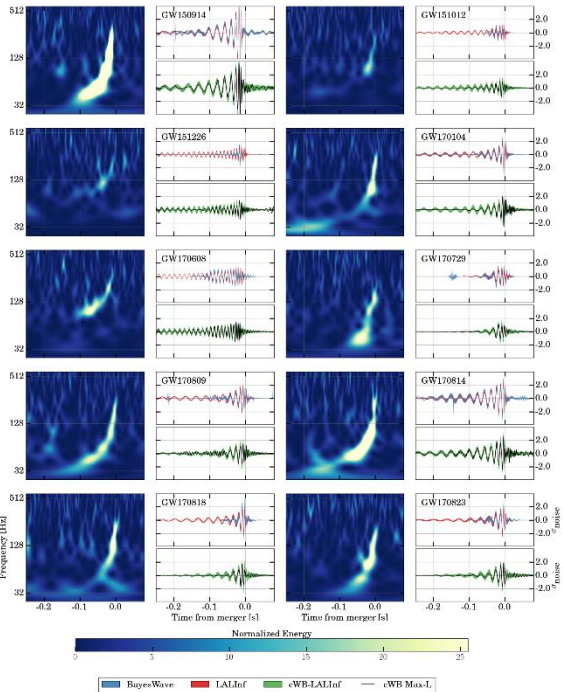 512
128
32
GW150914
GW151012
2.0
0.0
-2.0
2.0
0.0
-2.0
512
128
32
GW151226
GW170104
2.0
0.0
-2.0
2.0
0.0
-2.0
512
128
32
GW170608
GW170729
2.0
0.0
-2.0
2.0
0.0
-2.0
512
128
32
GW170809
GW170814
2.0
0.0
-2.0
2.0
0.0
-2.0
512
128
32
Frequency [Hz]
GW170818
GW170823
2.0
0.0
-2.0
σnoise
2.0
0.0
-2.0
σnoise
-0.2 -0.1 0.0 -0.2 -0.1 0.0 -0.2 -0.1 0.0 -0.2 -0.1 0.0
Time from merger [s] Time from merger [s]
Normalized Energy
0 5 10 15 20 25
BayesWave LALInf cWB-LALInf cWB Max-L